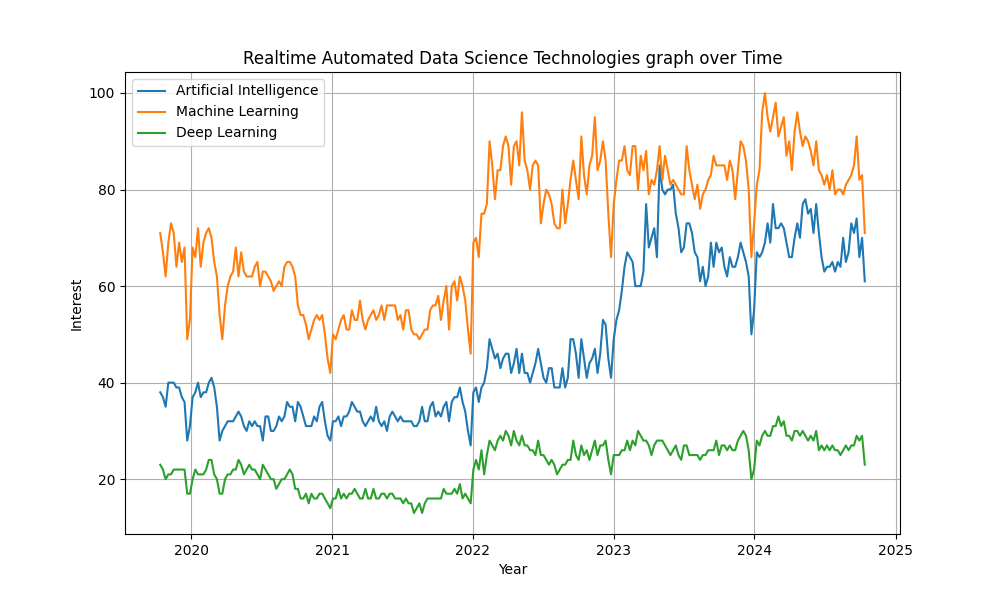 Realtime Automated Data Science Technologies graph over Time
Artificial Intelligence
Machine Learning
Deep Learning
100
80
60
40
20
Interest
2020 2021 2022 2023 2024 2025
Year